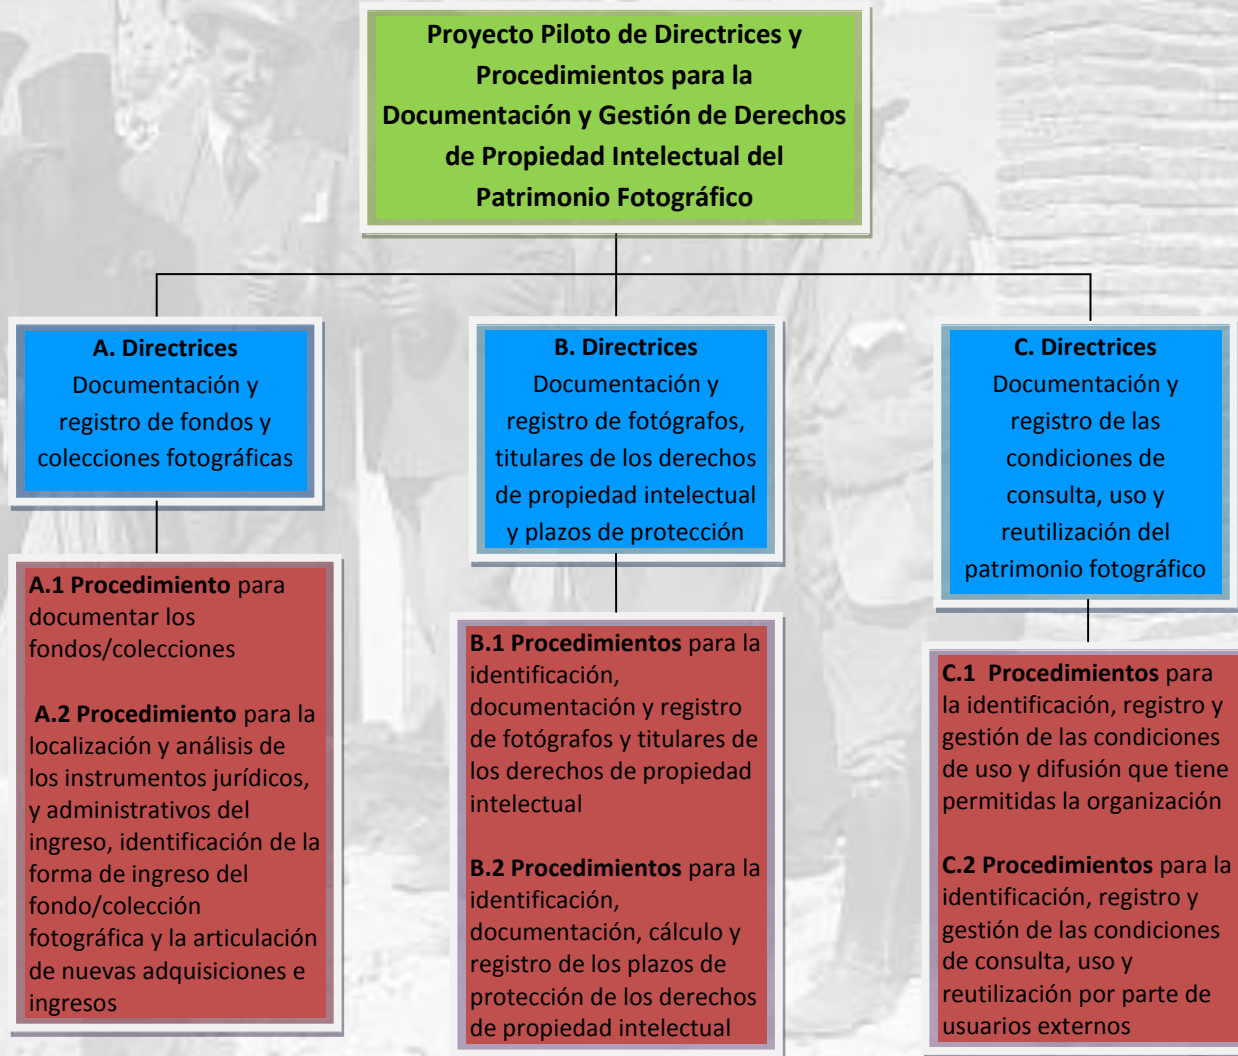 Proyecto Piloto de Directrices y
Procedimientos para la
Documentación y Gestión de Derechos
de Propiedad Intelectual del
Patrimonio Fotográfico
A. Directrices
Documentación y
registro de fondos y
colecciones fotográficas
B. Directrices
Documentación y
registro de fotógrafos,
titulares de los derechos
de propiedad intelectual
y plazos de protección
C. Directrices
Documentación y
registro de las
condiciones de
consulta, uso y
reutilización del
patrimonio fotográfico
A.1 Procedimiento para
documentar los
fondos/colecciones
A.2 Procedimiento para la
localización y análisis de
los instrumentos jurídicos,
y administrativos del
ingreso, identificación de la
forma de ingreso del
fondo/colección
fotográfica y la articulación
de nuevas adquisiciones e
ingresos
B.1 Procedimientos para la
identificación,
documentación y registro
de fotógrafos y titulares de
los derechos de propiedad
intelectual
B.2 Procedimientos para la
identificación,
documentación, cálculo y
registro de los plazos de
protección de los derechos
de propiedad intelectual
C.1 Procedimientos para
la identificación, registro y
gestión de las condiciones
de uso y difusión que tiene
permitidas la organización
C.2 Procedimientos para la
identificación, registro y
gestión de las condiciones
de consulta, uso y
reutilización por parte de
usuarios externos